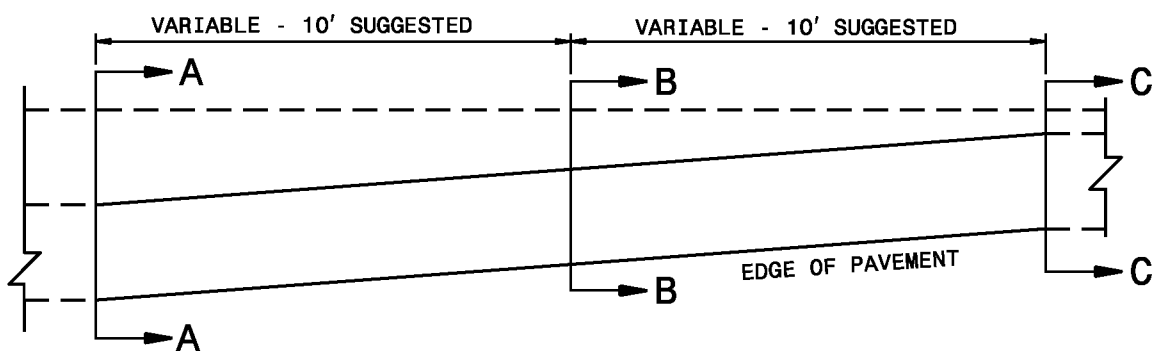 VARIABLE - 10' SUGGESTED
VARIABLE - 10' SUGGESTED
A
B
C
EDGE OF PAVEMENT
A
B
C